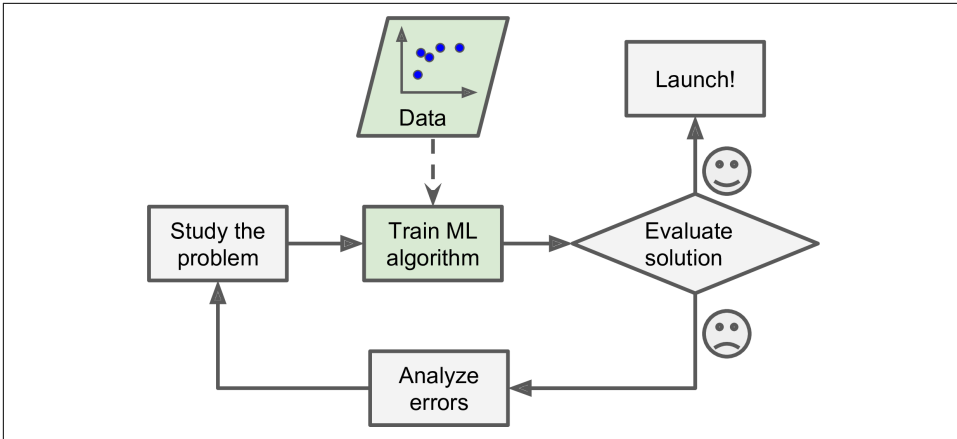 Data
Launch!
Study the
problem
Train ML
algorithm
Evaluate
solution
Analyze
errors